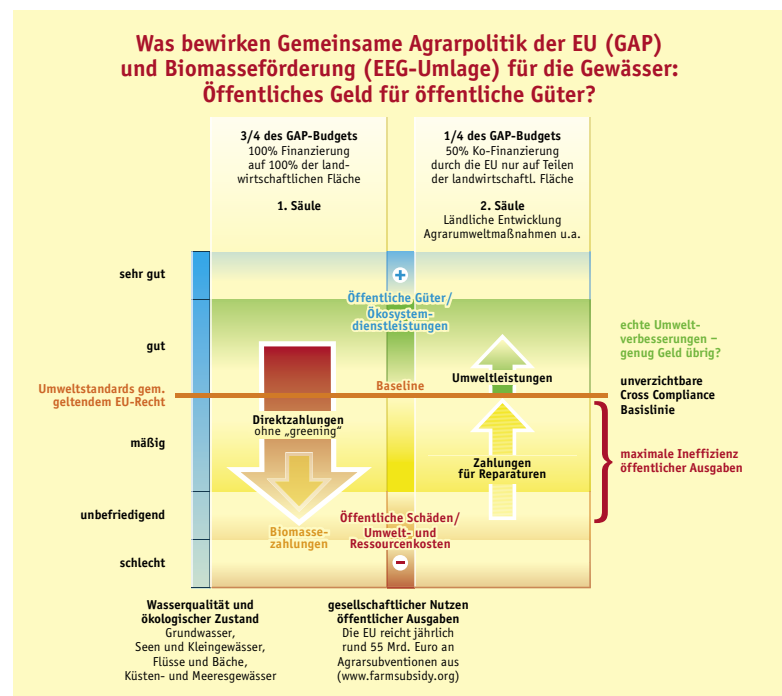 Was bewirken Gemeinsame Agrarpolitik der EU (GAP)
und Biomasseförderung (EEG-Umlage) für die Gewässer:
Öffentliches Geld für öffentliche Güter?
3/4 des GAP-Budgets
100% Finanzierung
auf 100% der land-
wirtschaftlichen Fläche
1. Säule
1/4 des GAP-Budgets
50% Ko-Finanzierung
durch die EU nur auf Teilen
der landwirtschaftl. Fläche
2. Säule
Ländliche Entwicklung
Agrarumweltmaßnahmen u.a.
sehr gut
gut
Umweltstandards gem.
geltendem EU-Recht
mäßig
unbefriedigend
schlecht
+
Öffentliche Güter/
Ökosystem-
dienstleistungen
Baseline
Direktzahlungen
ohne „greening“
Biomasse-
zahlungen
Öffentliche Schäden/
Umwelt- und
Ressourcenkosten
–
Umweltleistungen
Zahlungen
für Reparaturen
echte Umwelt-
verbesserungen –
genug Geld übrig?
unverzichtbare
Cross Compliance
Basislinie
maximale Ineffizienz
öffentlicher Ausgaben
Wasserqualität und
ökologischer Zustand
Grundwasser,
Seen und Kleingewässer,
Flüsse und Bäche,
Küsten- und Meeresgewässer
gesellschaftlicher Nutzen
öffentlicher Ausgaben
Die EU reicht jährlich
rund 55 Mrd. Euro an
Agrarsubventionen aus
(www.farmsubsidy.org)